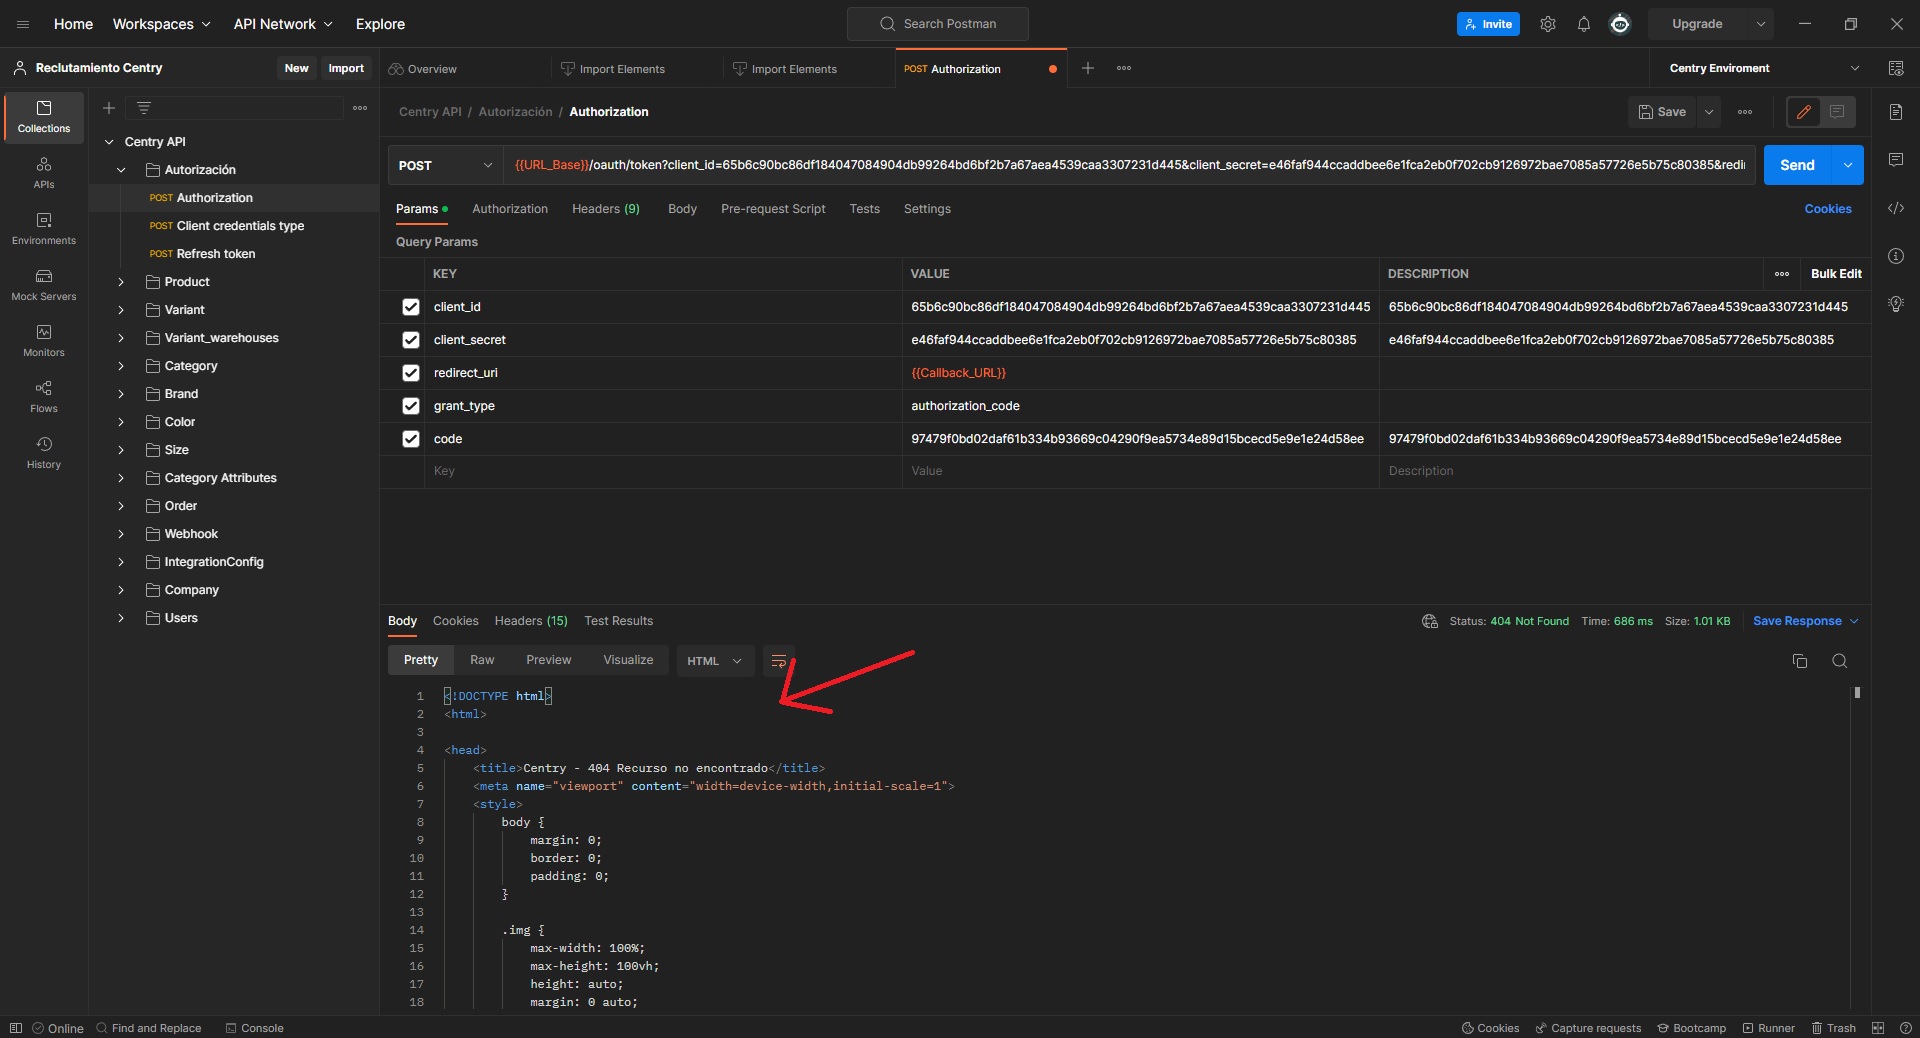 Home Workspaces API Network Explore Search Postman Invite Upgrade
Reclutamiento Centry New Import Overview Import Elements Import Elements POST Authorization Centry Enviroment
Collections
APIs
Environments
Mock Servers
Monitors
Flows
History
Centry API
Autorización
POST Authorization
POST Client credentials type
POST Refresh token
Product
Variant
Variant_warehouses
Category
Brand
Color
Size
Category Attributes
Order
Webhook
IntegrationConfig
Company
Users
Centry API / Autorización / Authorization Save
POST {{URL_Base}}/oauth/token?client_id=65b6c90bc86df184047084904db99264bd6bf2b7a67aea4539caa3307231d445&client_secret=e46faf944ccaddbee6e1fca2eb0f702cb9126972bae7085a57726e5b75c80385&redi Send
Params Authorization Headers (9) Body Pre-request Script Tests Settings Cookies
Query Params
KEY VALUE DESCRIPTION Bulk Edit
client_id 65b6c90bc86df184047084904db99264bd6bf2b7a67aea4539caa3307231d445 65b6c90bc86df184047084904db99264bd6bf2b7a67aea4539caa3307231d445
client_secret e46faf944ccaddbee6e1fca2eb0f702cb9126972bae7085a57726e5b75c80385 e46faf944ccaddbee6e1fca2eb0f702cb9126972bae7085a57726e5b75c80385
redirect_uri {{Callback_URL}}
grant_type authorization_code
code 97479f0bd02daf61b334b93669c04290f9ea5734e89d15bcecd5e9e1e24d58ee 97479f0bd02daf61b334b93669c04290f9ea5734e89d15bcecd5e9e1e24d58ee
Key Value Description
Body Cookies Headers (15) Test Results Status: 404 Not Found Time: 686 ms Size: 1.01 KB Save Response
Pretty Raw Preview Visualize HTML
1 <!DOCTYPE html>
2 <html>
3
4 <head>
5 <title>Centry - 404 Recurso no encontrado</title>
6 <meta name="viewport" content="width=device-width,initial-scale=1">
7 <style>
8 body {
9 margin: 0;
10 border: 0;
11 padding: 0;
12 }
13
14 .img {
15 max-width: 100%;
16 max-height: 100vh;
17 height: auto;
18 margin: 0 auto;
Online Find and Replace Console Cookies Capture requests Bootcamp Runner Trash